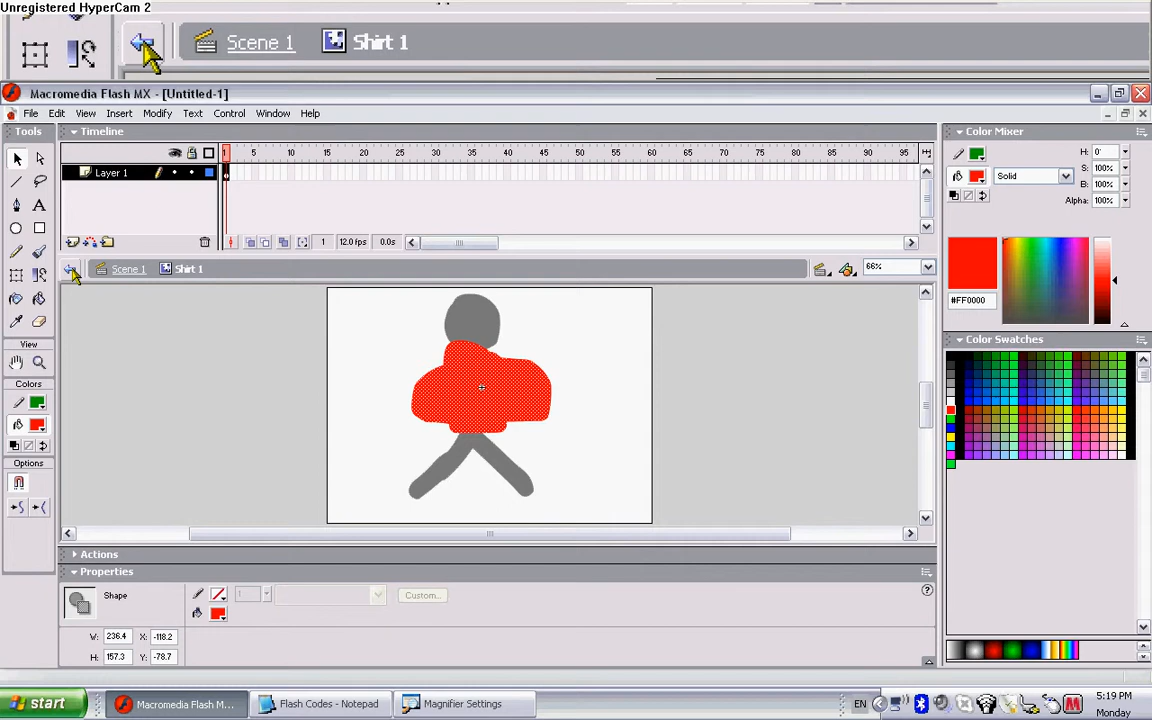 Unregistered HyperCam 2
Scene 1 Shirt 1
Macromedia Flash MX - [Untitled-1]
File Edit View Insert Modify Text Control Window Help
Tools
Timeline
1 5 10 15 20 25 30 35 40 45 50 55 60 65 70 75 80 85 90 95
Layer 1
1 12.0 fps 0.0s
Scene 1 Shirt 1 66%
View
Colors
Options
Actions
Properties
Shape
1
Custom...
W: 236.4 X: -118.2
H: 157.3 Y: -78.7
Color Mixer
H: 0°
Solid
S: 100%
B: 100%
Alpha: 100%
#FF0000
Color Swatches
start
Macromedia Flash M...
Flash Codes - Notepad
Magnifier Settings
EN
5:19 PM
Monday